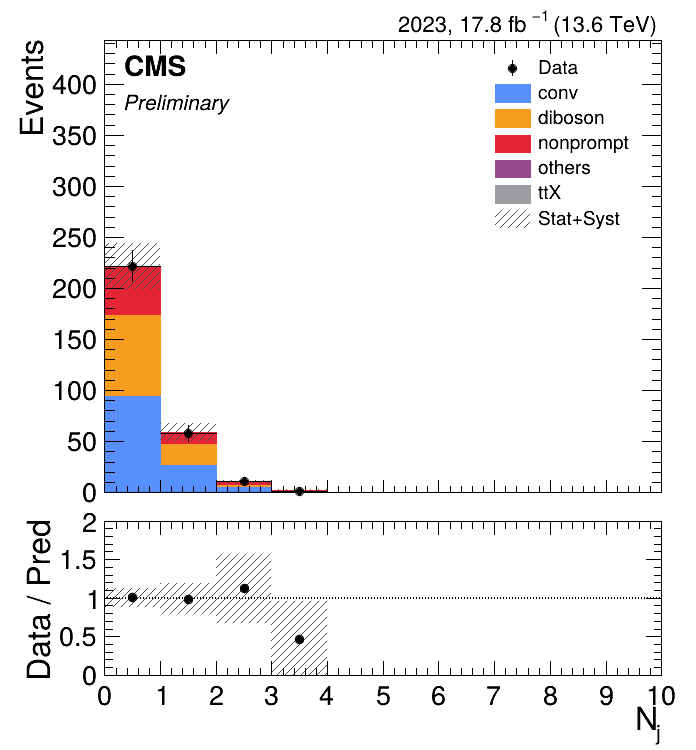 2023, 17.8 fb⁻¹ (13.6 TeV)
CMS
Preliminary
Events
400
350
300
250
200
150
100
50
0
Data
conv
diboson
nonprompt
others
ttX
Stat+Syst
Data / Pred
2
1.5
1
0.5
0
0 1 2 3 4 5 6 7 8 9 10
Nj